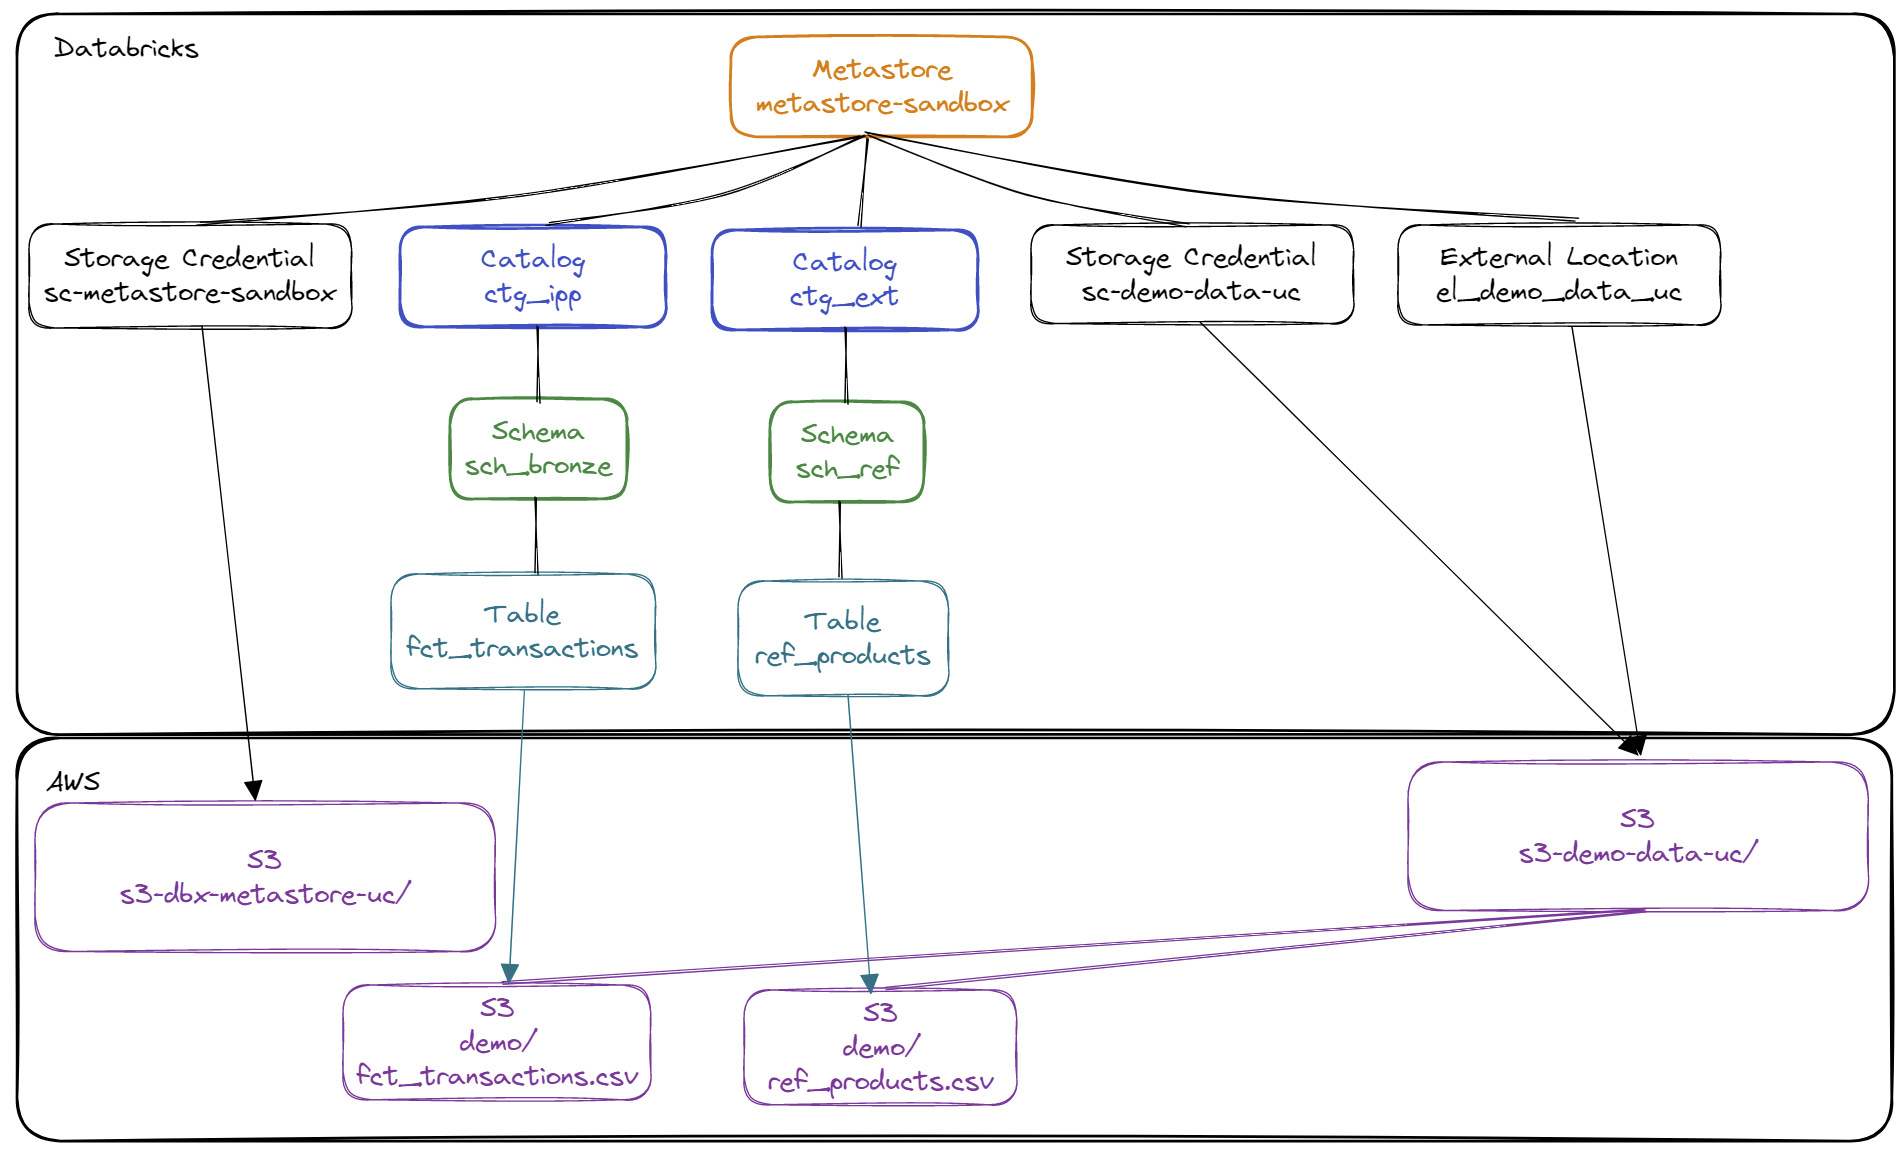 Databricks
Metastore
metastore-sandbox
Storage Credential
sc-metastore-sandbox
Catalog
ctg_ipp
Catalog
ctg_ext
Storage Credential
sc-demo-data-uc
External Location
el_demo_data_uc
Schema
sch_bronze
Schema
sch_ref
Table
fct_transactions
Table
ref_products
AWS
S3
s3-dbx-metastore-uc/
S3
s3-demo-data-uc/
S3
demo/
fct_transactions.csv
S3
demo/
ref_products.csv